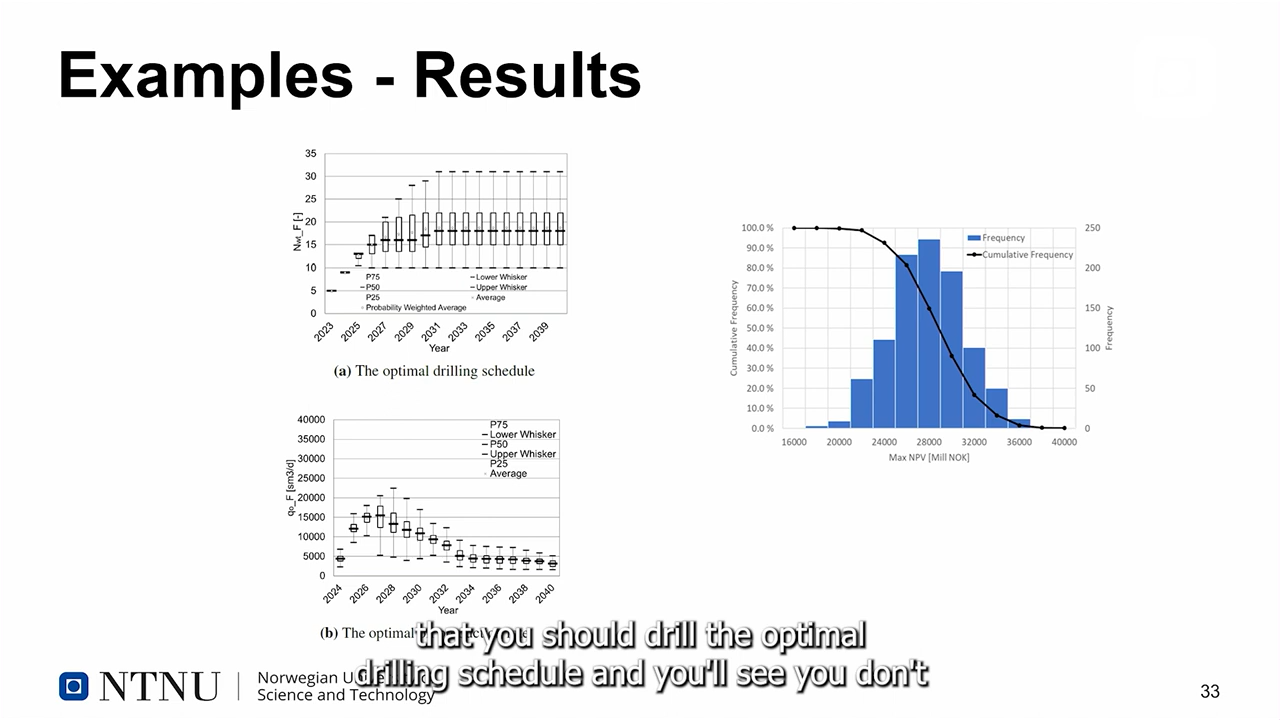 Examples - Results
35
30
25
20
15
10
5
0
Nwt_F [-]
P75
P50
P25
Probability Weighted Average
Lower Whisker
Upper Whisker
Average
2023
2025
2027
2029
2031
2033
2035
2037
2039
Year
(a) The optimal drilling schedule
40000
35000
30000
25000
20000
15000
10000
5000
0
qo_F [sm3/d]
P75
Lower Whisker
P50
Upper Whisker
P25
Average
2024
2026
2028
2030
2032
2034
2036
2038
2040
Year
(b) The optimal
100.0 %
90.0 %
80.0 %
70.0 %
60.0 %
50.0 %
40.0 %
30.0 %
20.0 %
10.0 %
0.0 %
Cumulative Frequency
Frequency
Cumulative Frequency
250
200
150
100
50
0
Frequency
16000
20000
24000
28000
32000
36000
40000
Max NPV [Mill NOK]
that you should drill the optimal
drilling schedule and you'll see you don't
NTNU
Norwegian
Science and Technology
33